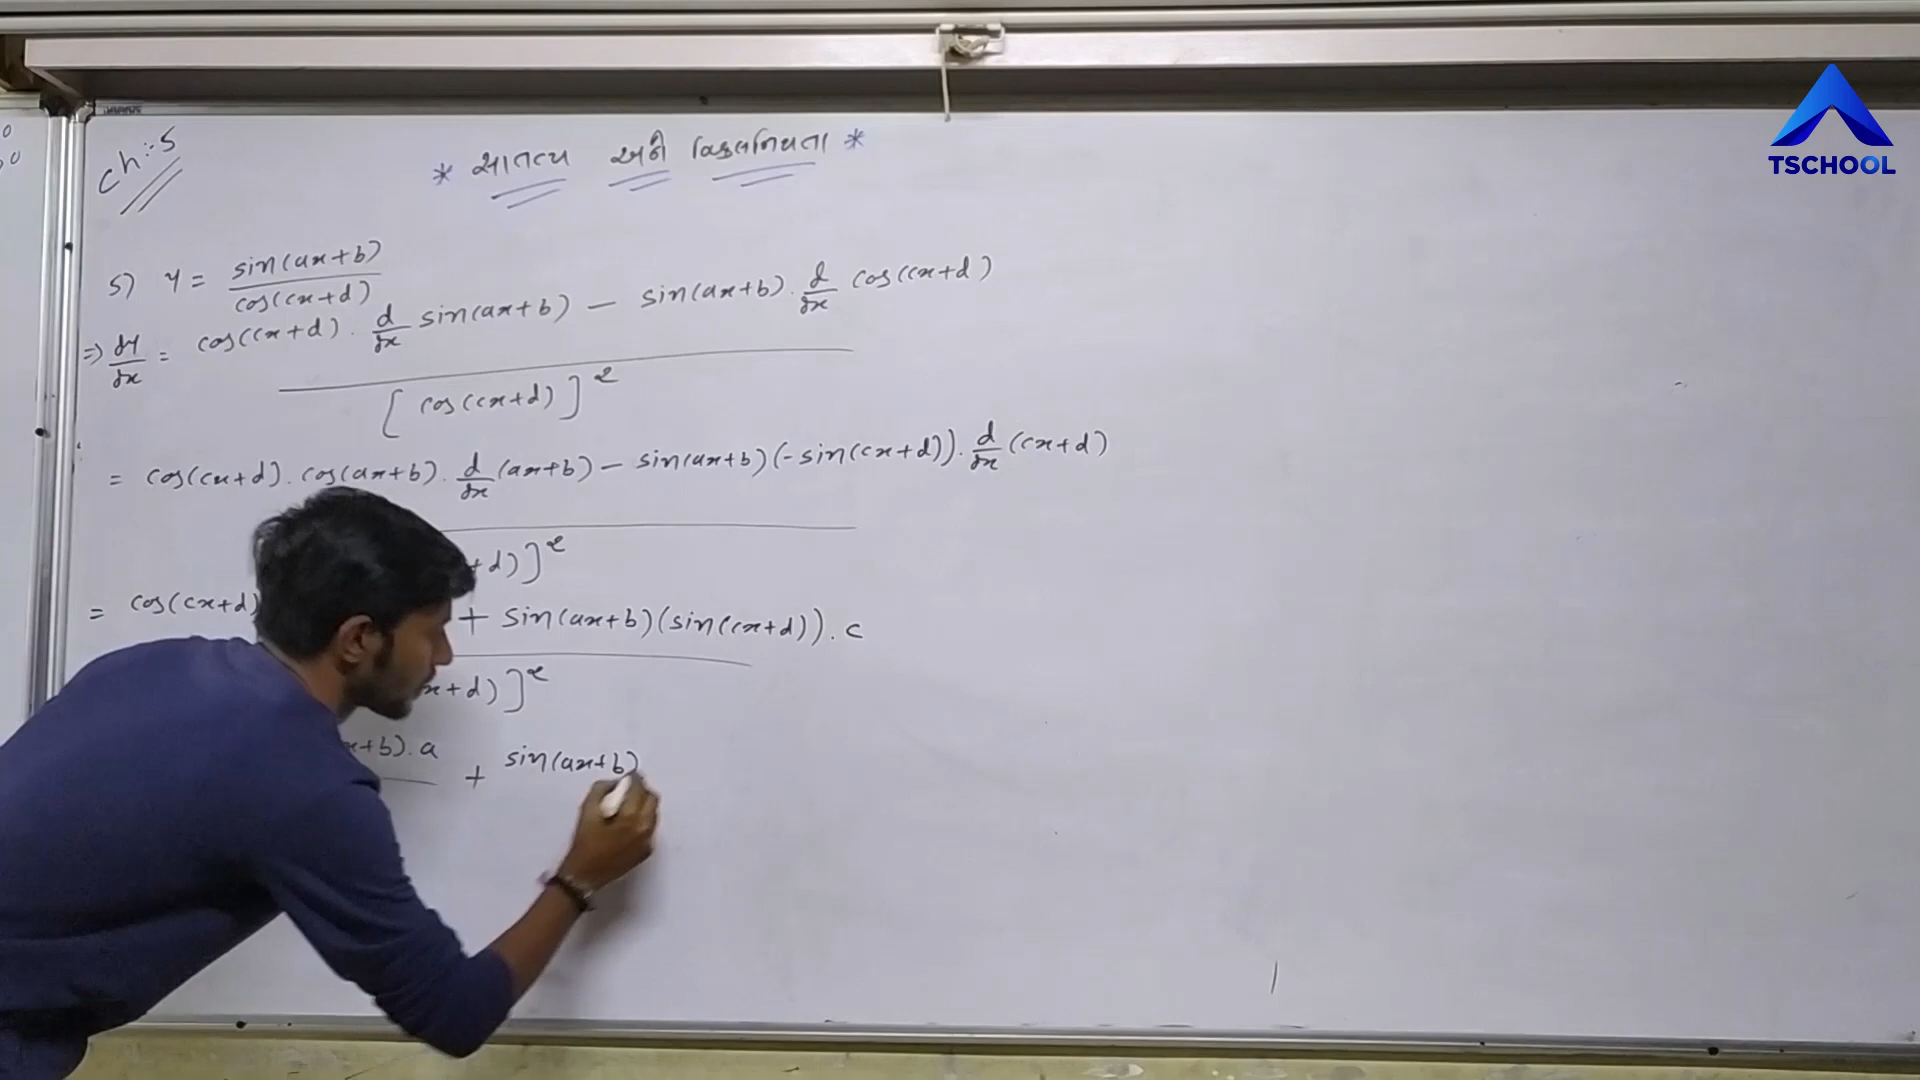 Ch:-5
* સાતત્ય અને વિકલનિયતા *
TSCHOOL
5) y = sin(ax+b) / cos(cx+d)
=> dy/dx = cos(cx+d) . d/dx sin(ax+b) - sin(ax+b) . d/dx cos(cx+d)
[cos(cx+d)]²
= cos(cx+d) . cos(ax+b) . d/dx (ax+b) - sin(ax+b)(-sin(cx+d)) . d/dx (cx+d)
+d)]²
= cos(cx+d) + sin(ax+b)(sin(cx+d)) . c
x+d)]²
x+b) . a + sin(ax+b)